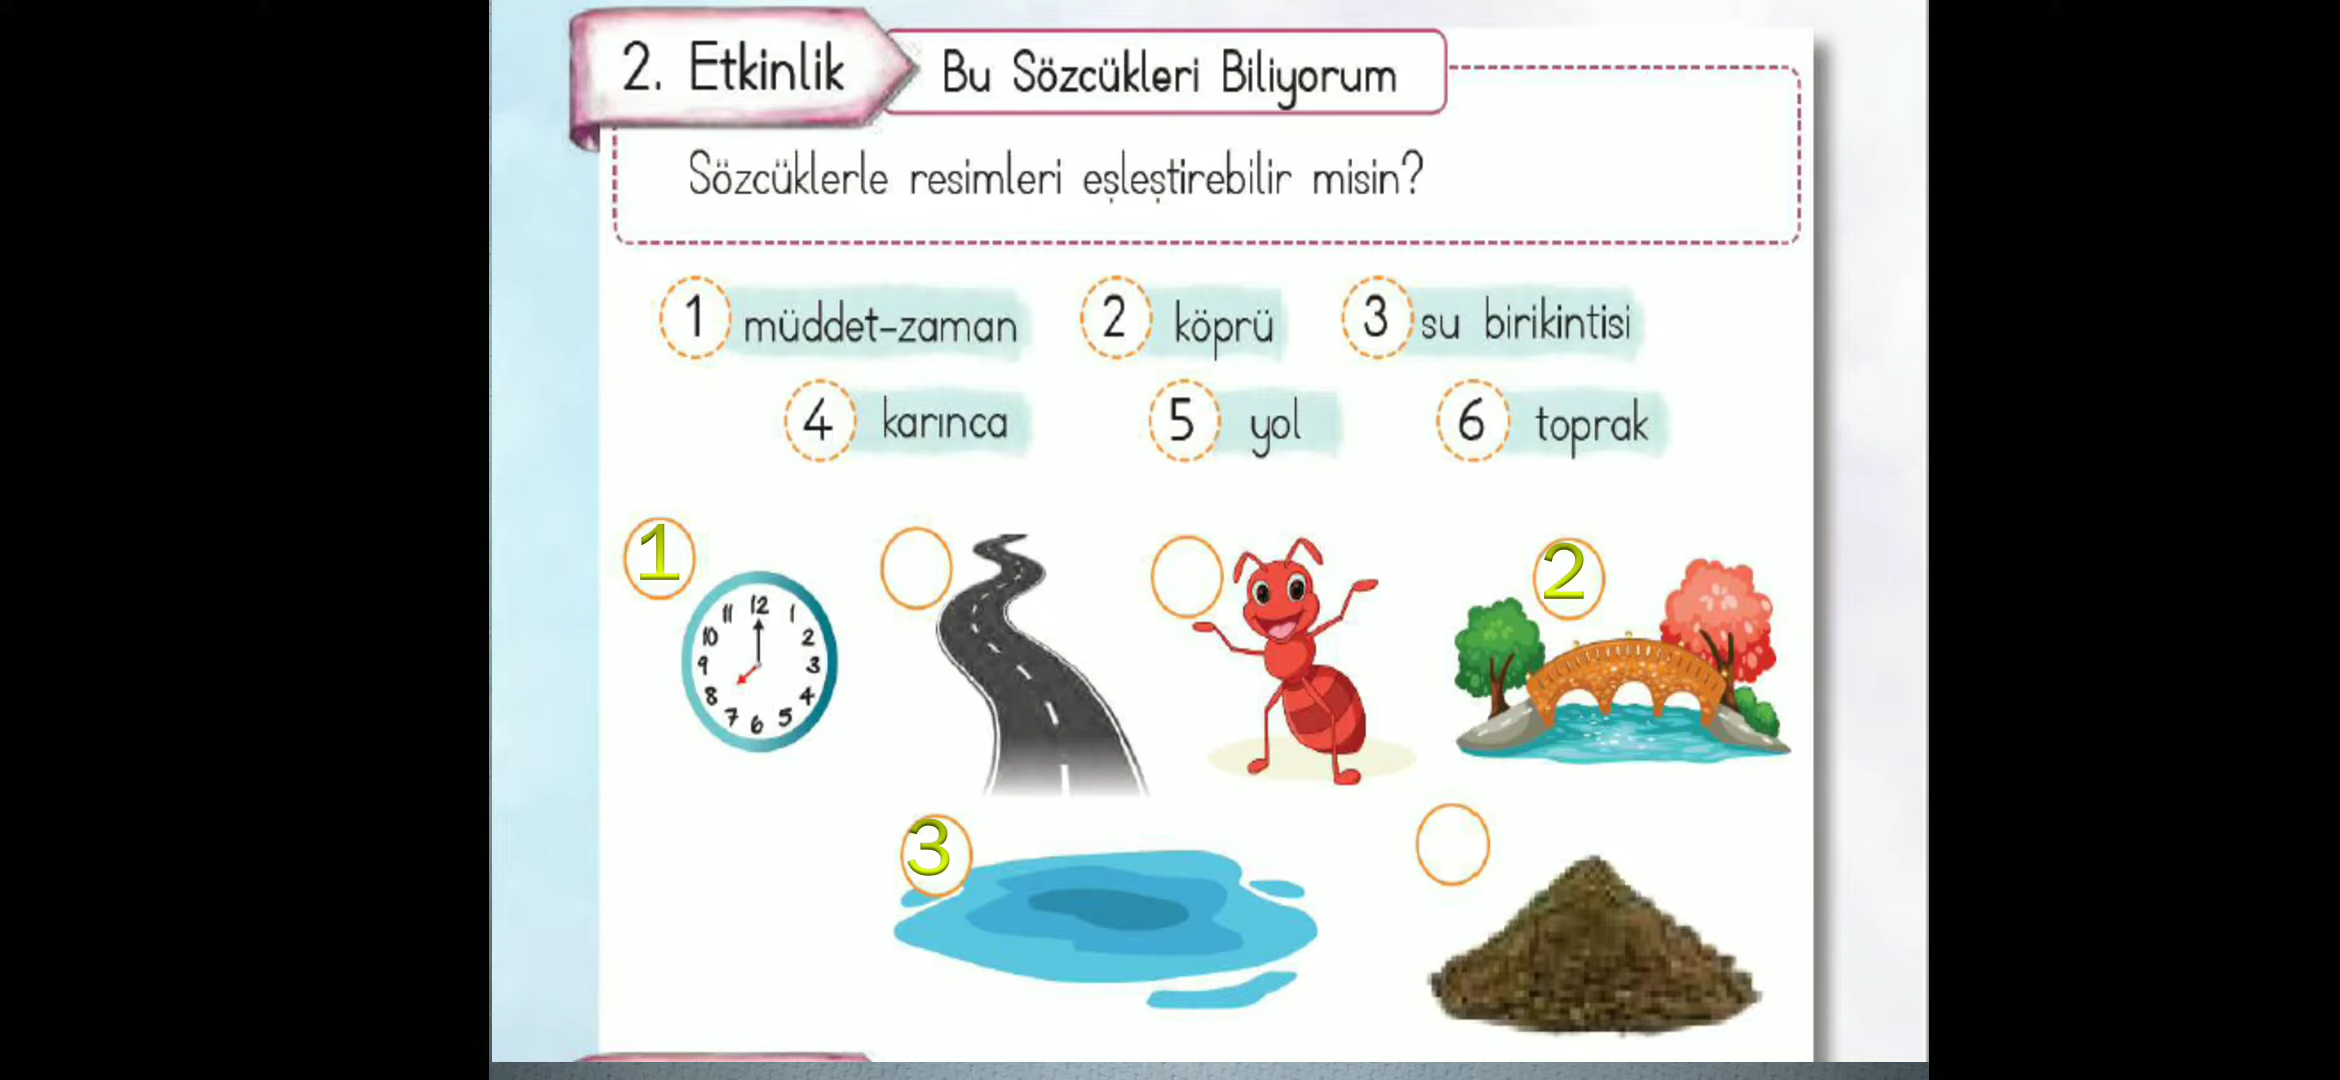 2. Etkinlik
Bu Sözcükleri Biliyorum
Sözcüklerle resimleri eşleştirebilir misin?
1 müddet-zaman
2 köprü
3 su birikintisi
4 karınca
5 yol
6 toprak
1
2
12
1
2
3
4
5
6
7
8
9
10
11
3